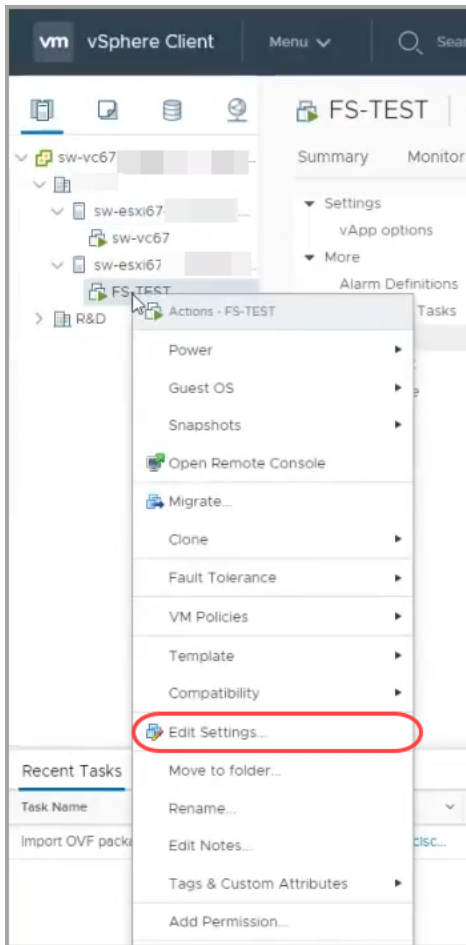 vm vSphere Client Menu Sear
FS-TEST
Summary Monitor
sw-vc67
Settings
vApp options
sw-esxi67
More
sw-vc67
Alarm Definitions
sw-esxi67
FS-TEST
Tasks
R&D
Actions - FS-TEST
Power
Guest OS
Snapshots
Open Remote Console
Migrate...
Clone
Fault Tolerance
VM Policies
Template
Compatibility
Edit Settings...
Move to folder...
Rename...
Edit Notes...
Tags & Custom Attributes
Add Permission...
Recent Tasks
Task Name
Import OVF packa
cisc...